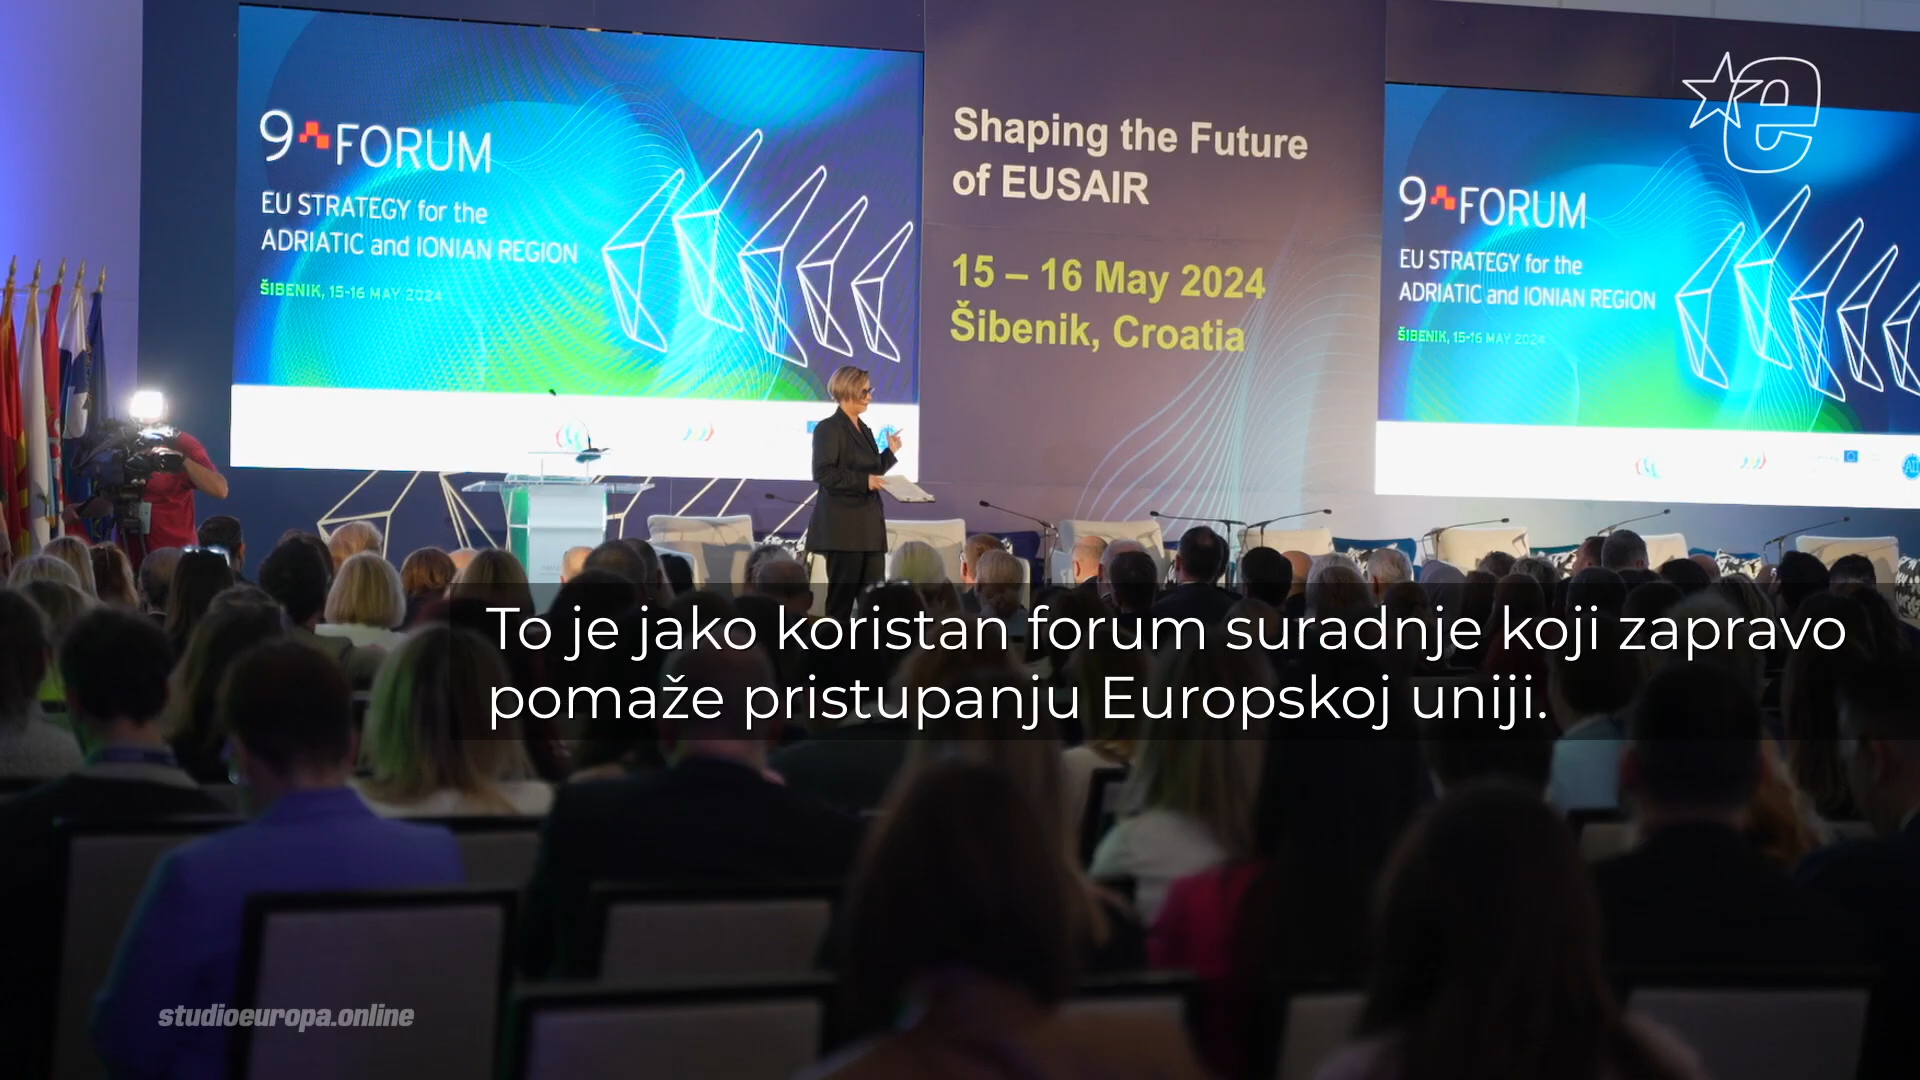 9 FORUM
EU STRATEGY for the
ADRIATIC and IONIAN REGION
ŠIBENIK, 15-16 MAY 2024
Shaping the Future
of EUSAIR
15 – 16 May 2024
Šibenik, Croatia
e
9 FORUM
EU STRATEGY for the
ADRIATIC and IONIAN REGION
ŠIBENIK, 15-16 MAY 2024
To je jako koristan forum suradnje koji zapravo
pomaže pristupanju Europskoj uniji.
studioeuropa.online